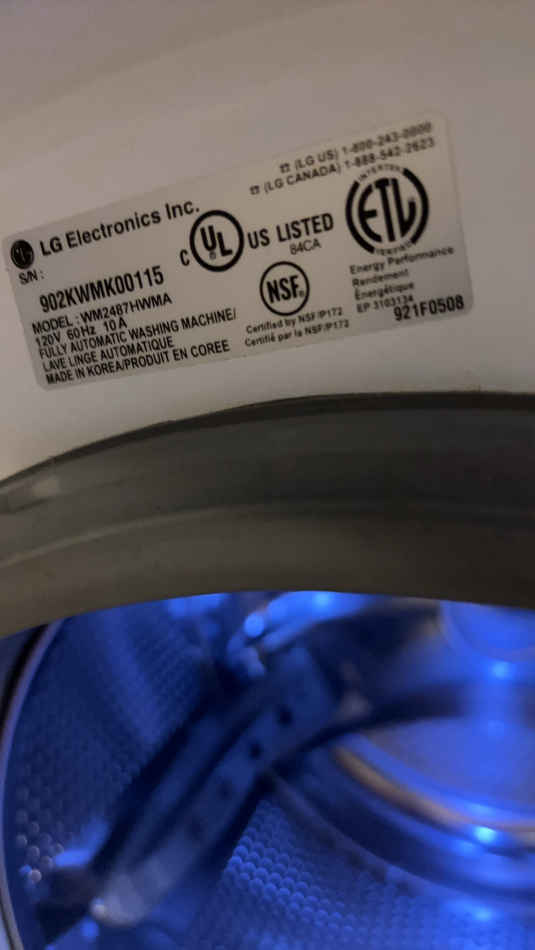 LG Electronics Inc.
S/N :
902KWMK00115
MODEL : WM2487HWMA
120V 60Hz 10A
FULLY AUTOMATIC WASHING MACHINE/
LAVE LINGE AUTOMATIQUE
MADE IN KOREA/PRODUIT EN COREE
C UL US LISTED
84CA
NSF
Certified by NSF/P172
Certifié par le NSF/P172
☎ (LG US) 1-800-243-0000
☎ (LG CANADA) 1-888-542-2623
INTERTEK
ETL
Energy Performance
Rendement
Énergétique
EP 3103134
921F0508